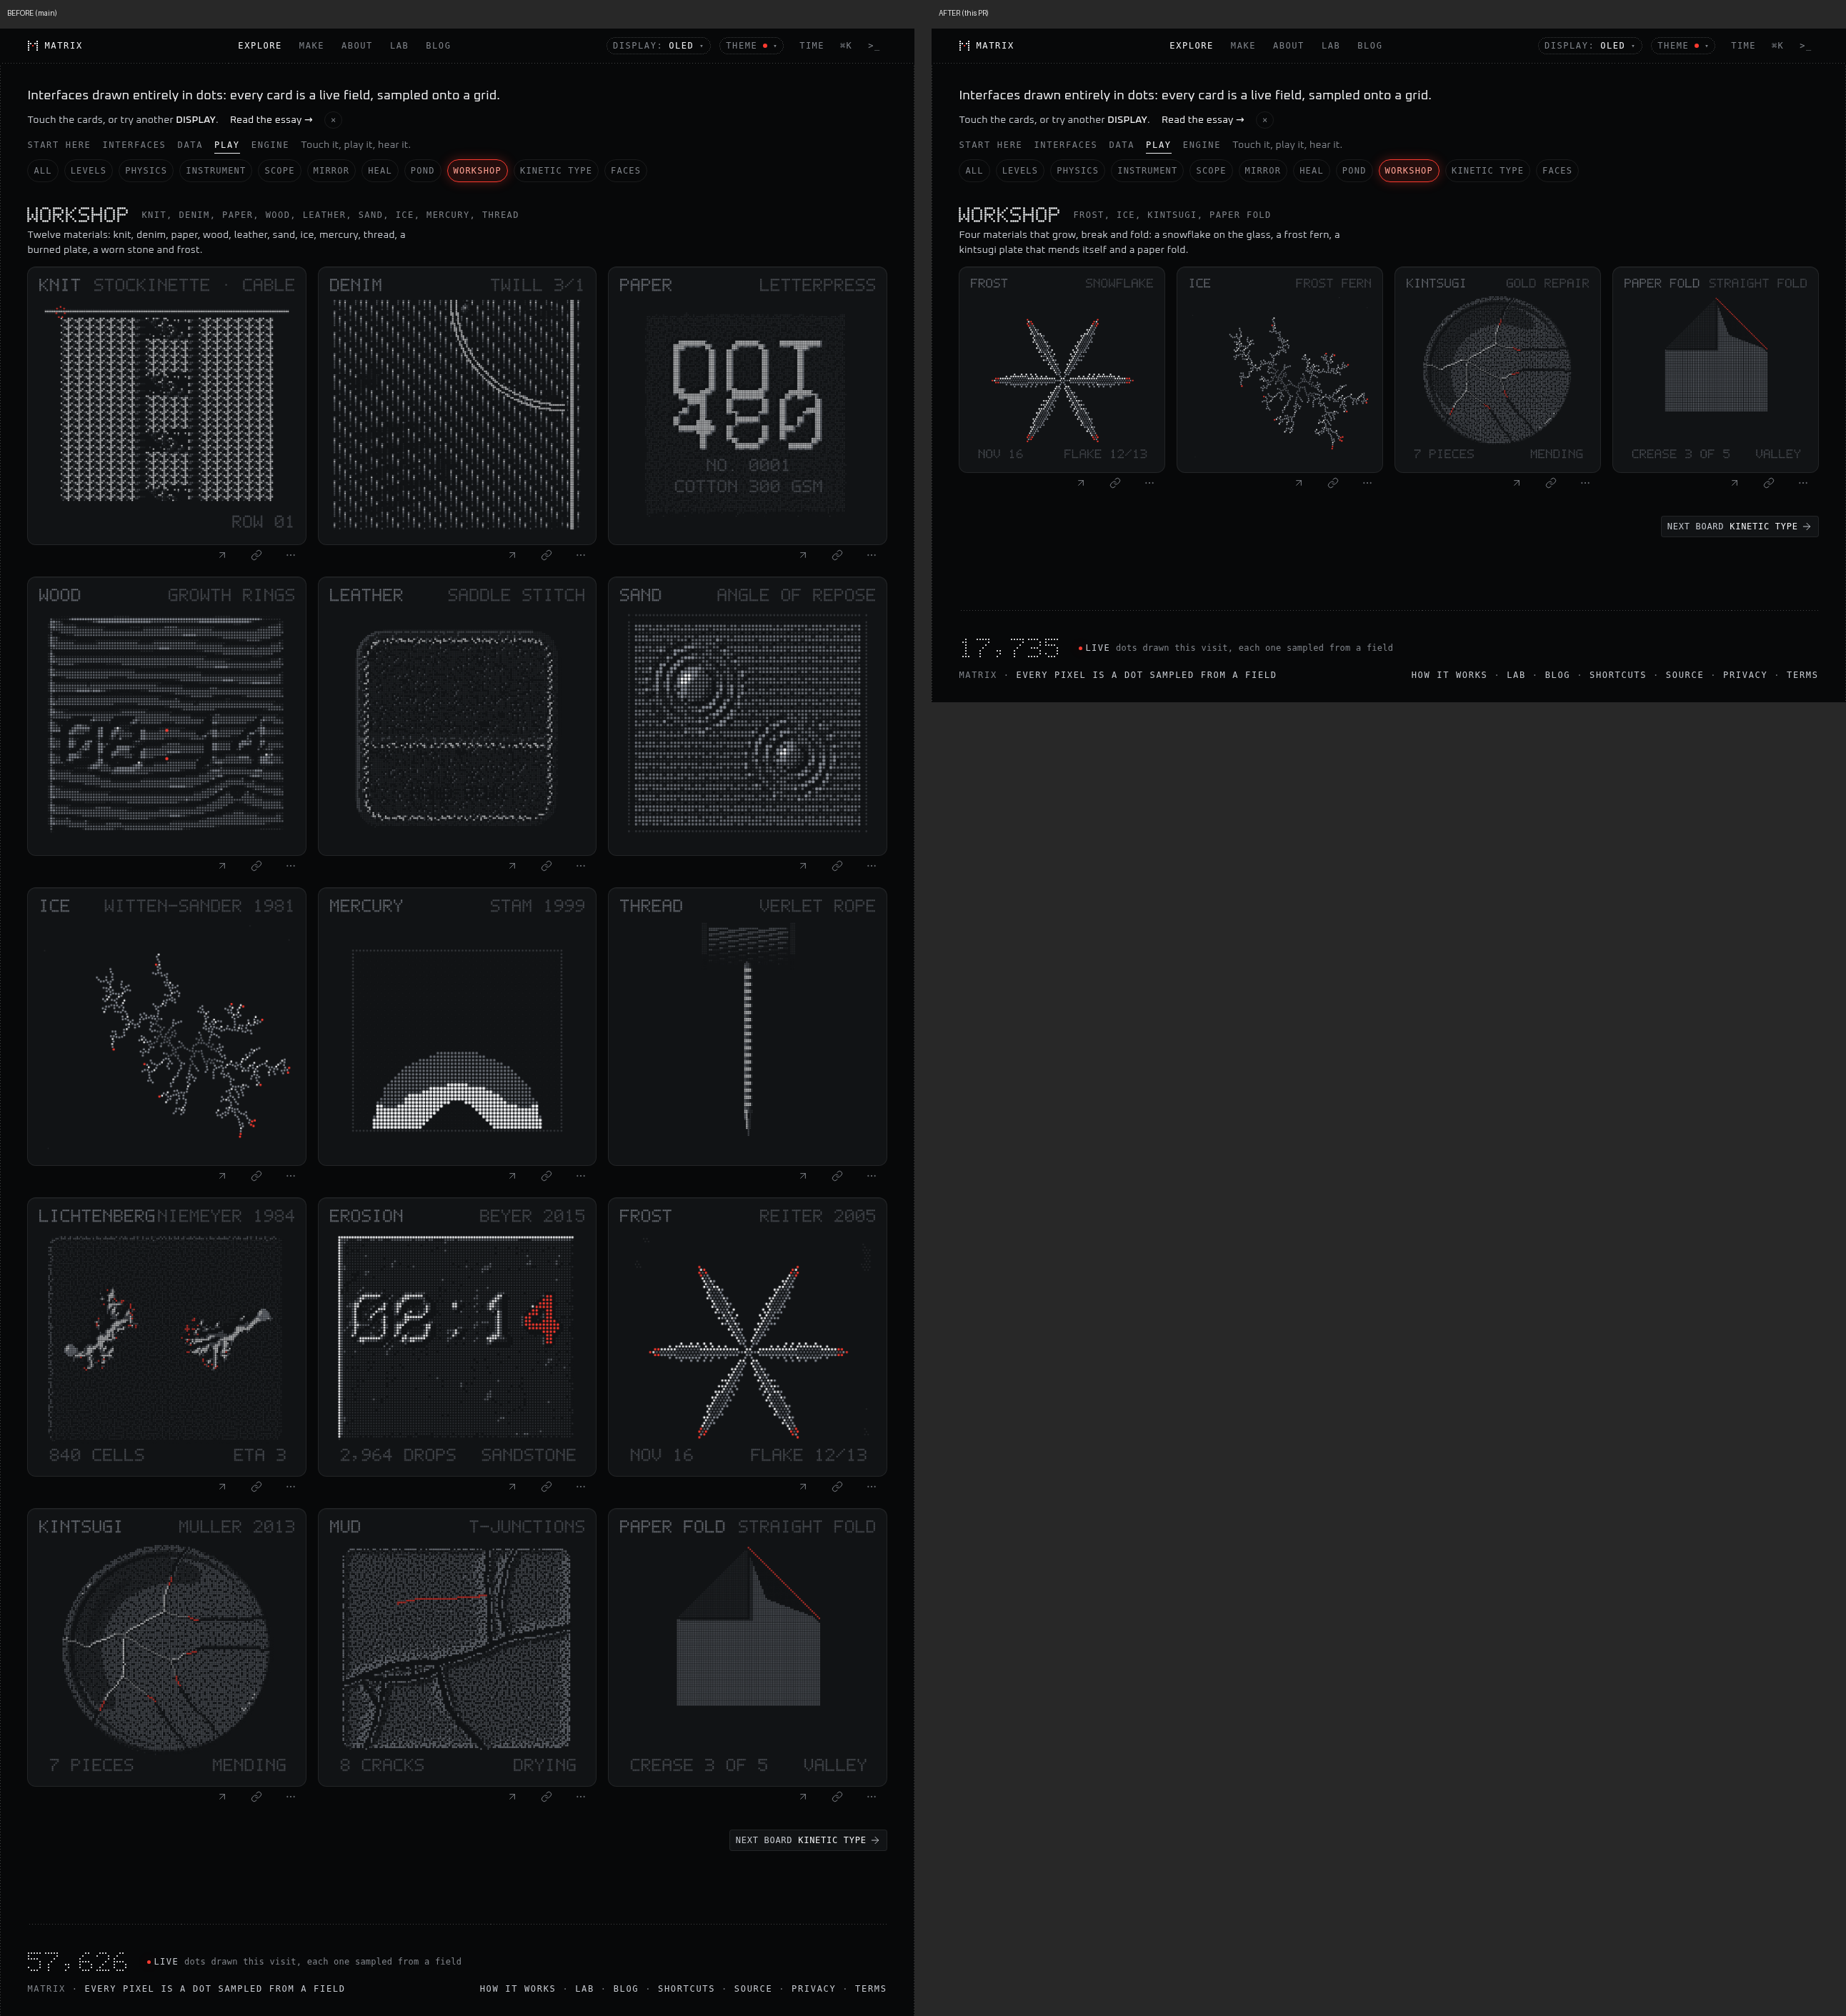 BEFORE (main)
MATRIX
EXPLORE MAKE ABOUT LAB BLOG
DISPLAY: OLED THEME TIME ⌘K >_
Interfaces drawn entirely in dots: every card is a live field, sampled onto a grid.
Touch the cards, or try another DISPLAY. Read the essay → ×
START HERE INTERFACES DATA PLAY ENGINE Touch it, play it, hear it.
ALL LEVELS PHYSICS INSTRUMENT SCOPE MIRROR HEAL POND WORKSHOP KINETIC TYPE FACES
WORKSHOP KNIT, DENIM, PAPER, WOOD, LEATHER, SAND, ICE, MERCURY, THREAD
Twelve materials: knit, denim, paper, wood, leather, sand, ice, mercury, thread, a
burned plate, a worn stone and frost.
KNIT STOCKINETTE · CABLE
ROW 01
DENIM TWILL 3/1
PAPER LETTERPRESS
480
NO. 0001
COTTON 300 GSM
WOOD GROWTH RINGS
08:14
LEATHER SADDLE STITCH
SAND ANGLE OF REPOSE
ICE WITTEN-SANDER 1981
MERCURY STAM 1999
THREAD VERLET ROPE
LICHTENBERG NIEMEYER 1984
840 CELLS ETA 3
EROSION BEYER 2015
08:14
2,964 DROPS SANDSTONE
FROST REITER 2005
NOV 16 FLAKE 12/13
KINTSUGI MULLER 2013
7 PIECES MENDING
MUD T-JUNCTIONS
8 CRACKS DRYING
PAPER FOLD STRAIGHT FOLD
CREASE 3 OF 5 VALLEY
NEXT BOARD KINETIC TYPE →
57,626 LIVE dots drawn this visit, each one sampled from a field
MATRIX · EVERY PIXEL IS A DOT SAMPLED FROM A FIELD
HOW IT WORKS · LAB · BLOG · SHORTCUTS · SOURCE · PRIVACY · TERMS
AFTER (this PR)
MATRIX
EXPLORE MAKE ABOUT LAB BLOG
DISPLAY: OLED THEME TIME ⌘K >_
Interfaces drawn entirely in dots: every card is a live field, sampled onto a grid.
Touch the cards, or try another DISPLAY. Read the essay → ×
START HERE INTERFACES DATA PLAY ENGINE Touch it, play it, hear it.
ALL LEVELS PHYSICS INSTRUMENT SCOPE MIRROR HEAL POND WORKSHOP KINETIC TYPE FACES
WORKSHOP FROST, ICE, KINTSUGI, PAPER FOLD
Four materials that grow, break and fold: a snowflake on the glass, a frost fern, a
kintsugi plate that mends itself and a paper fold.
FROST SNOWFLAKE
NOV 16 FLAKE 12/13
ICE FROST FERN
KINTSUGI GOLD REPAIR
7 PIECES MENDING
PAPER FOLD STRAIGHT FOLD
CREASE 3 OF 5 VALLEY
NEXT BOARD KINETIC TYPE →
17,735 LIVE dots drawn this visit, each one sampled from a field
MATRIX · EVERY PIXEL IS A DOT SAMPLED FROM A FIELD
HOW IT WORKS · LAB · BLOG · SHORTCUTS · SOURCE · PRIVACY · TERMS